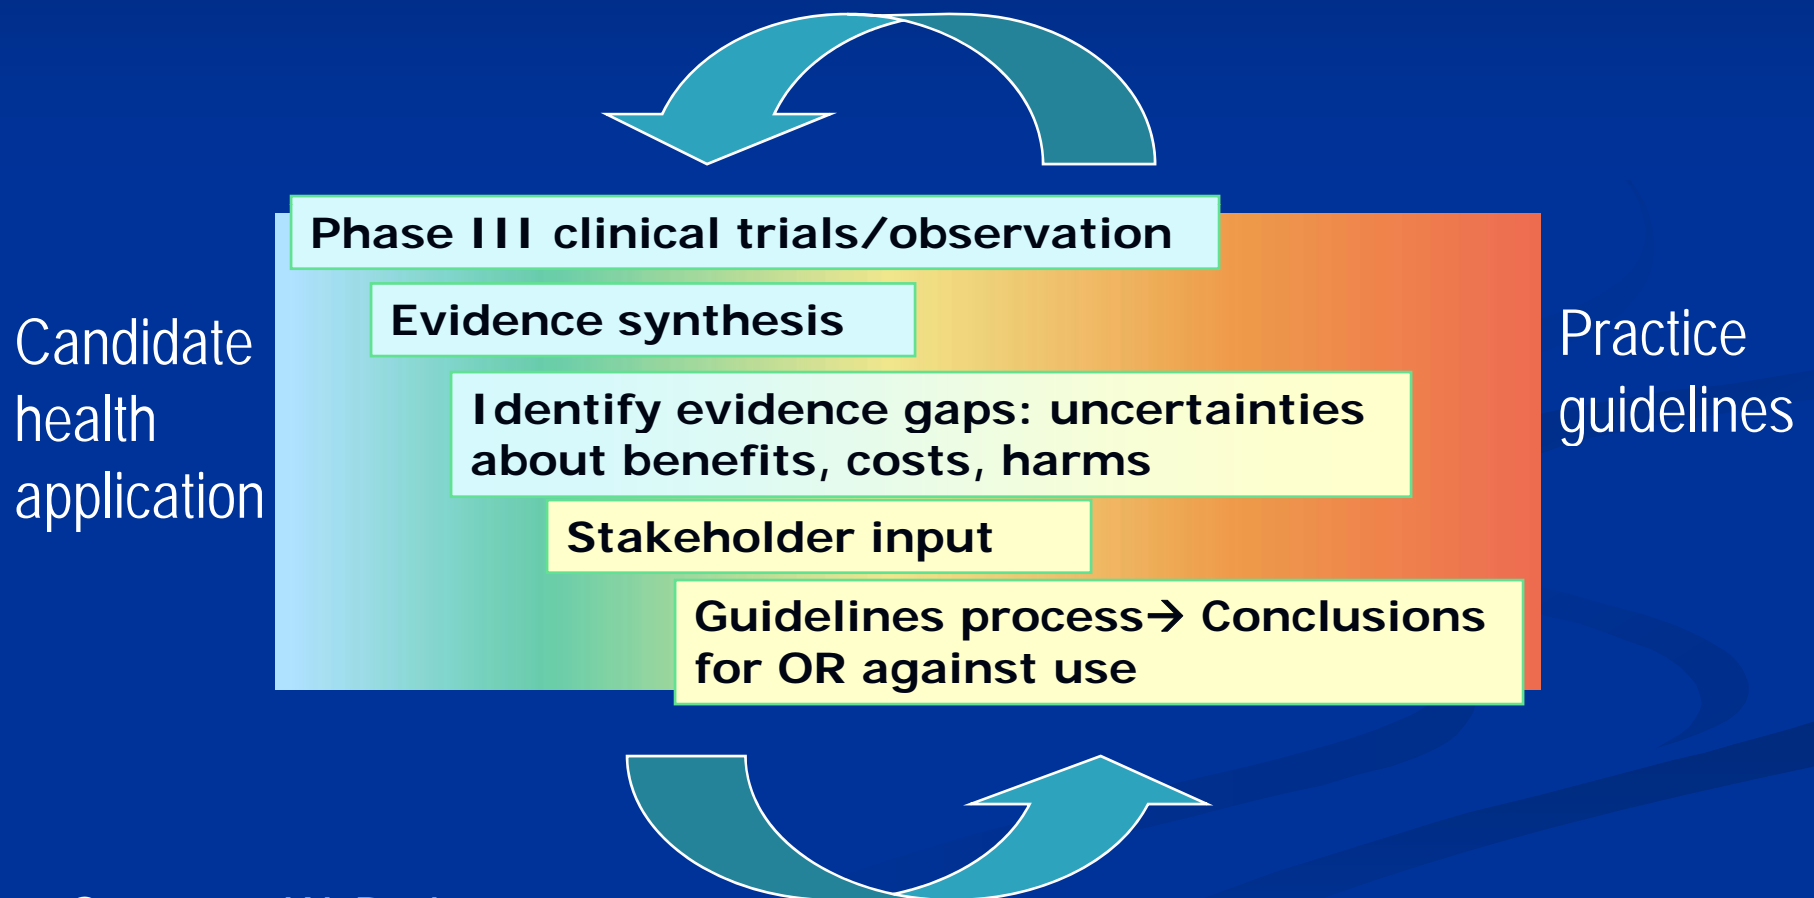 Phase III clinical trials/observation
Evidence synthesis
Candidate
health
application
Identify evidence gaps: uncertainties
about benefits, costs, harms
Practice
guidelines
Stakeholder input
Guidelines process→ Conclusions
for OR against use